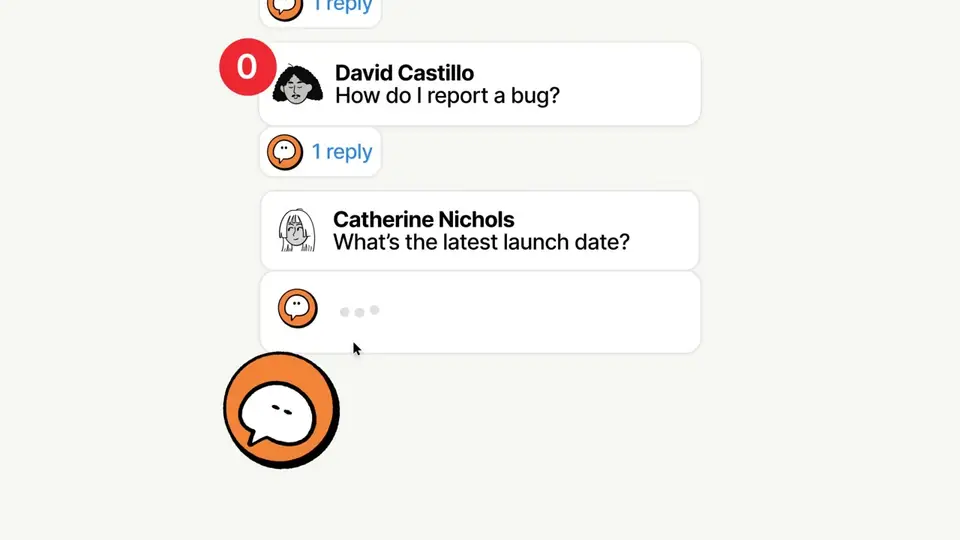 1 reply
0
David Castillo
How do I report a bug?
1 reply
Catherine Nichols
What's the latest launch date?